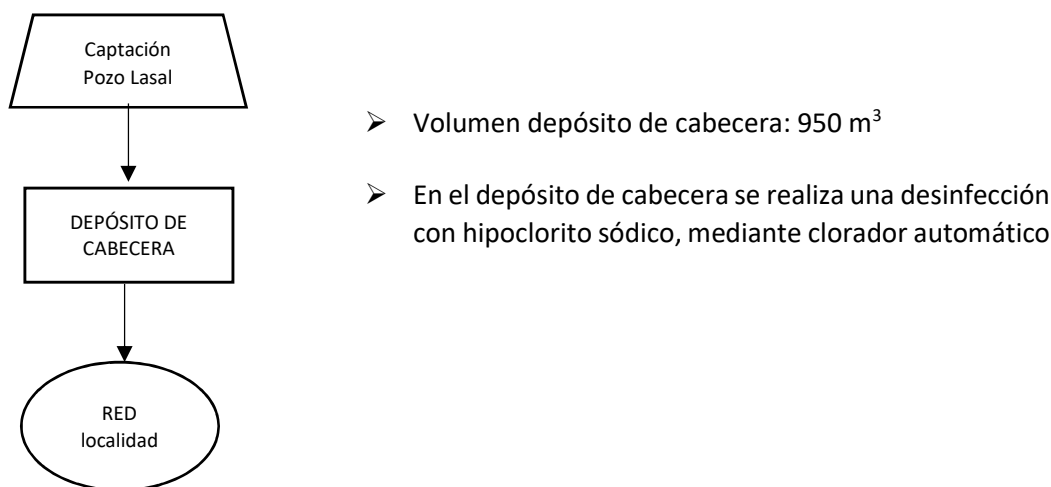 Captación
Pozo Lasal
➢ Volumen depósito de cabecera: 950 m³
DEPÓSITO DE
CABECERA
➢ En el depósito de cabecera se realiza una desinfección
con hipoclorito sódico, mediante clorador automático
RED
localidad